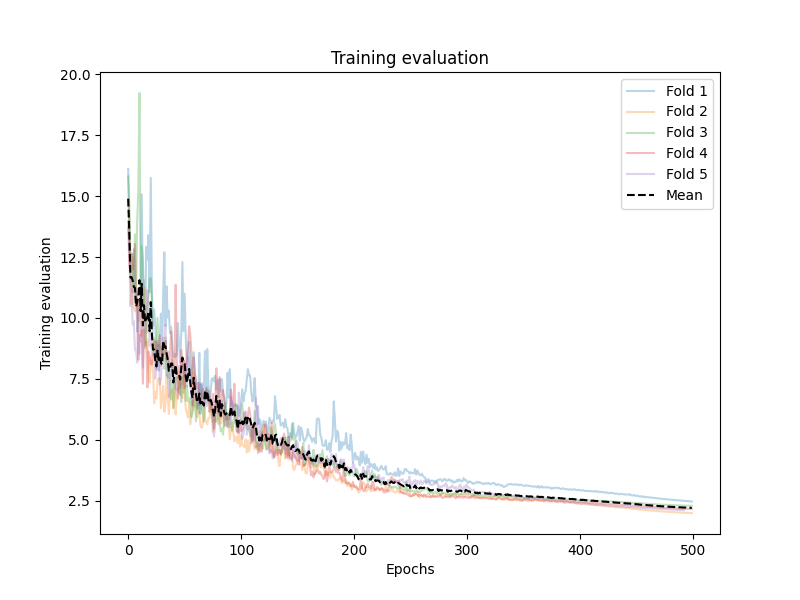 Training evaluation
20.0
17.5
15.0
12.5
10.0
7.5
5.0
2.5
Training evaluation
0 100 200 300 400 500
Epochs
Fold 1
Fold 2
Fold 3
Fold 4
Fold 5
Mean